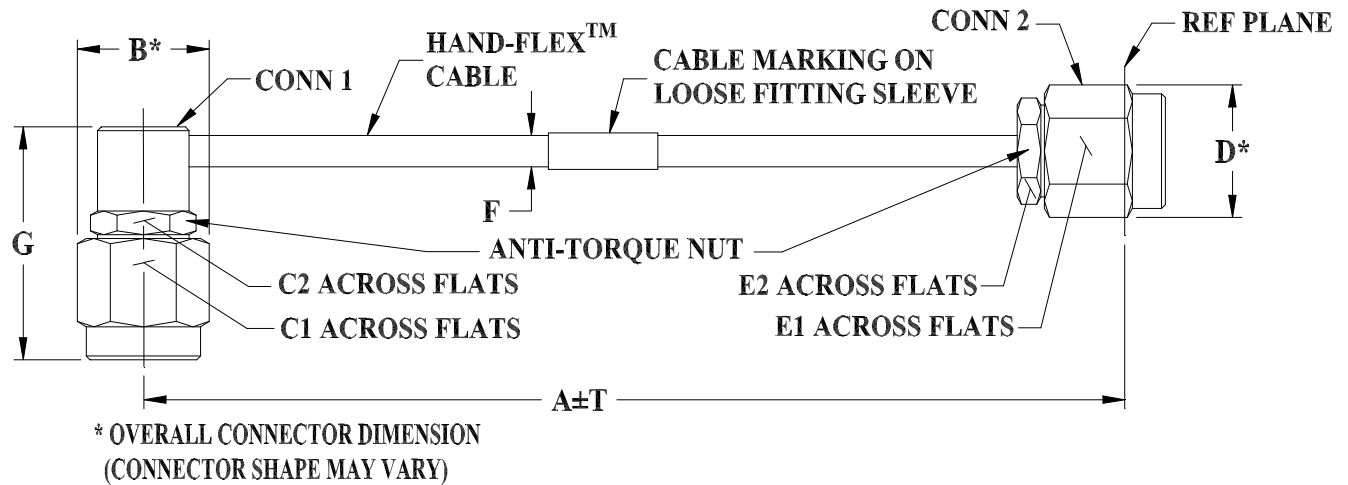 CONN 2
REF PLANE
B*
HAND-FLEX™
CABLE
CABLE MARKING ON
LOOSE FITTING SLEEVE
CONN 1
D*
F
G
ANTI-TORQUE NUT
C2 ACROSS FLATS
E2 ACROSS FLATS
C1 ACROSS FLATS
E1 ACROSS FLATS
A±T
* OVERALL CONNECTOR DIMENSION
(CONNECTOR SHAPE MAY VARY)